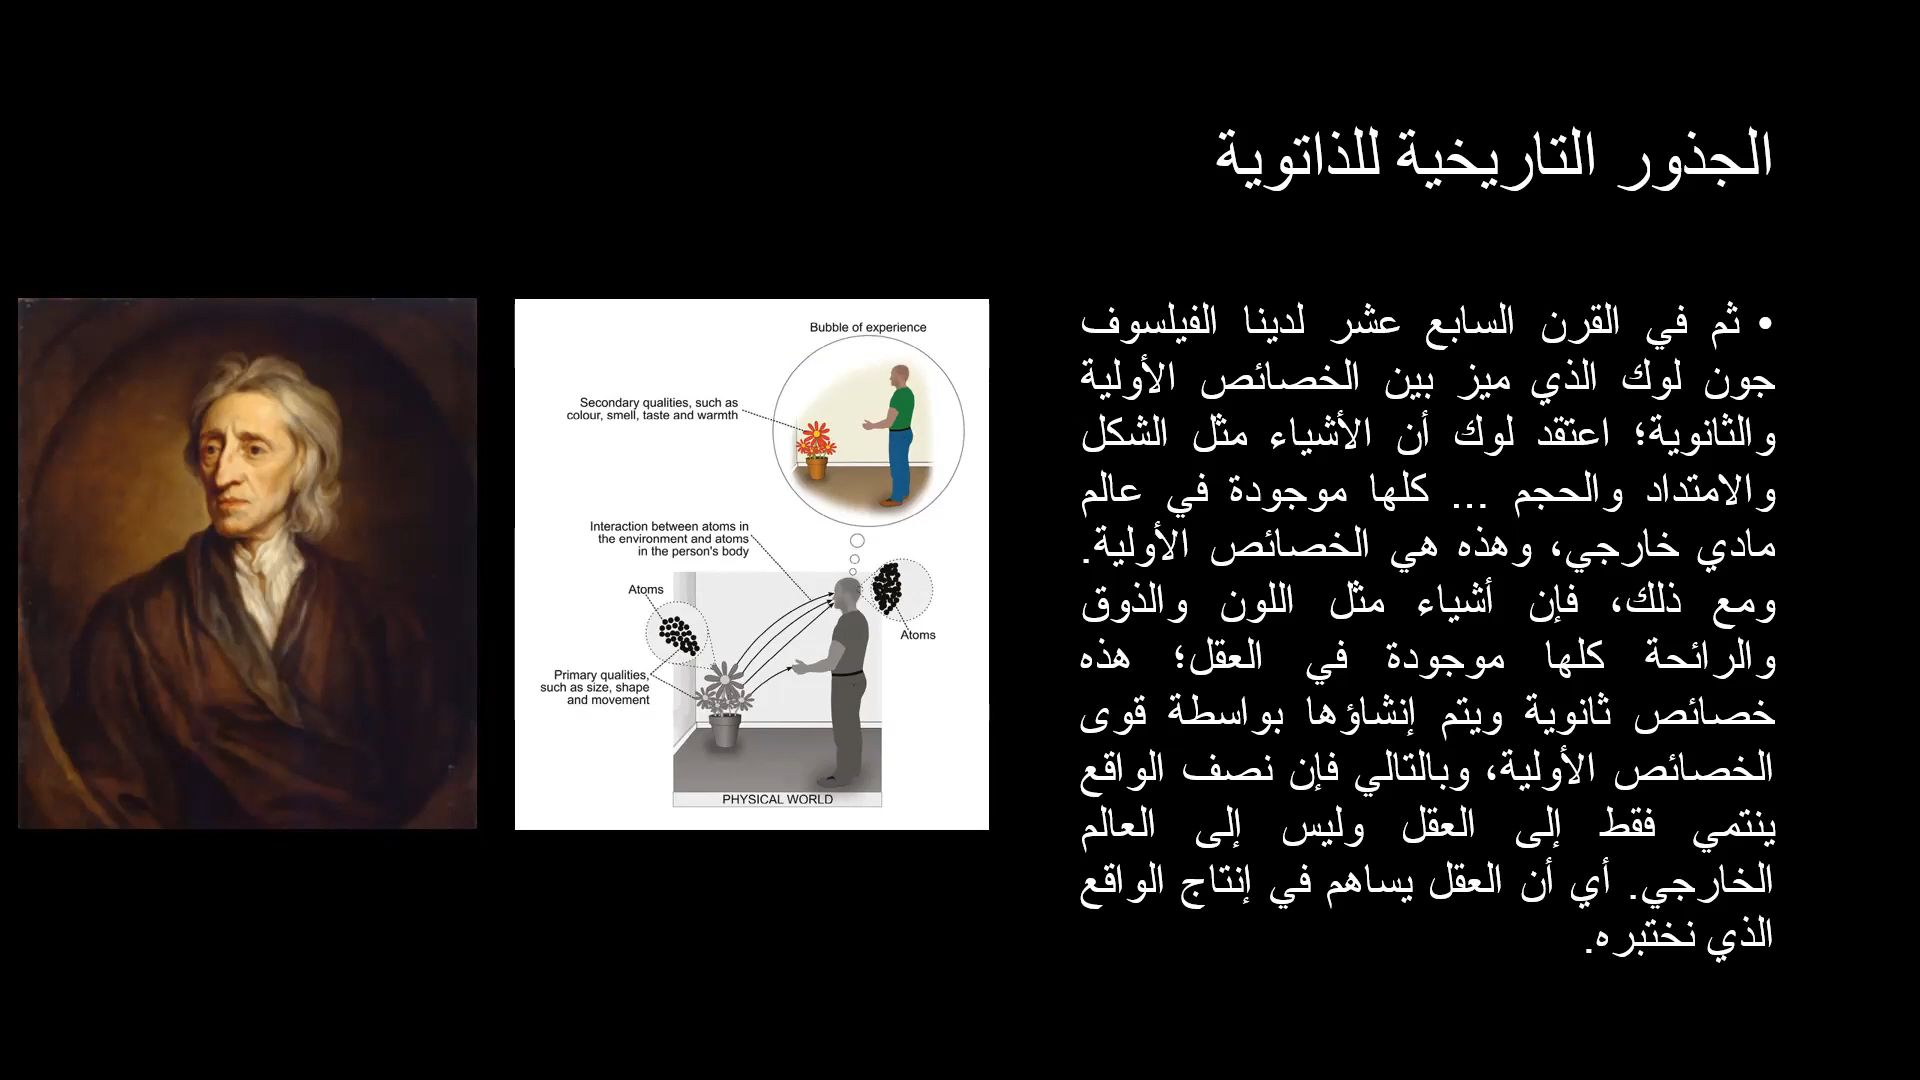 الجذور التاريخية للذاتوية
• ثم في القرن السابع عشر لدينا الفيلسوف
جون لوك الذي ميز بين الخصائص الأولية
والثانوية؛ اعتقد لوك أن الأشياء مثل الشكل
والامتداد والحجم ... كلها موجودة في عالم
مادي خارجي، وهذه هي الخصائص الأولية.
ومع ذلك، فإن أشياء مثل اللون والذوق
والرائحة كلها موجودة في العقل؛ هذه
خصائص ثانوية ويتم إنشاؤها بواسطة قوى
الخصائص الأولية، وبالتالي فإن نصف الواقع
ينتمي فقط إلى العقل وليس إلى العالم
الخارجي. أي أن العقل يساهم في إنتاج الواقع
الذي نختبره.
Bubble of experience
Secondary qualities, such as
colour, smell, taste and warmth
Interaction between atoms in
the environment and atoms
in the person's body
Atoms
Atoms
Primary qualities,
such as size, shape
and movement
PHYSICAL WORLD